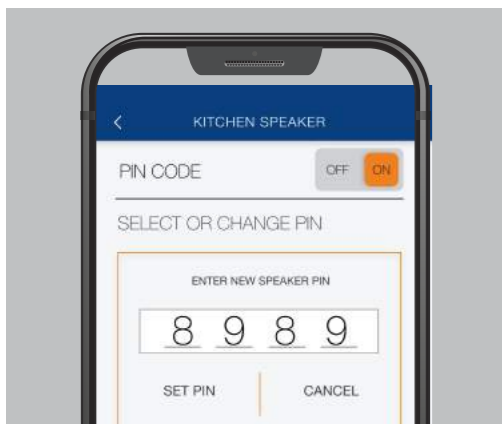 KITCHEN SPEAKER
PIN CODE OFF ON
SELECT OR CHANGE PIN
ENTER NEW SPEAKER PIN
8 9 8 9
SET PIN CANCEL